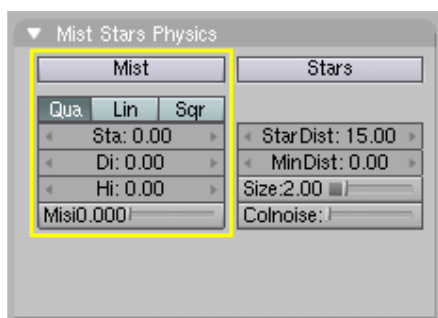 Mist Stars Physics
Mist
Stars
Qua Lin Sqr
Sta: 0.00
StarDist: 15.00
Di: 0.00
MinDist: 0.00
Hi: 0.00
Size:2.00
Misi0.000
Colnoise: